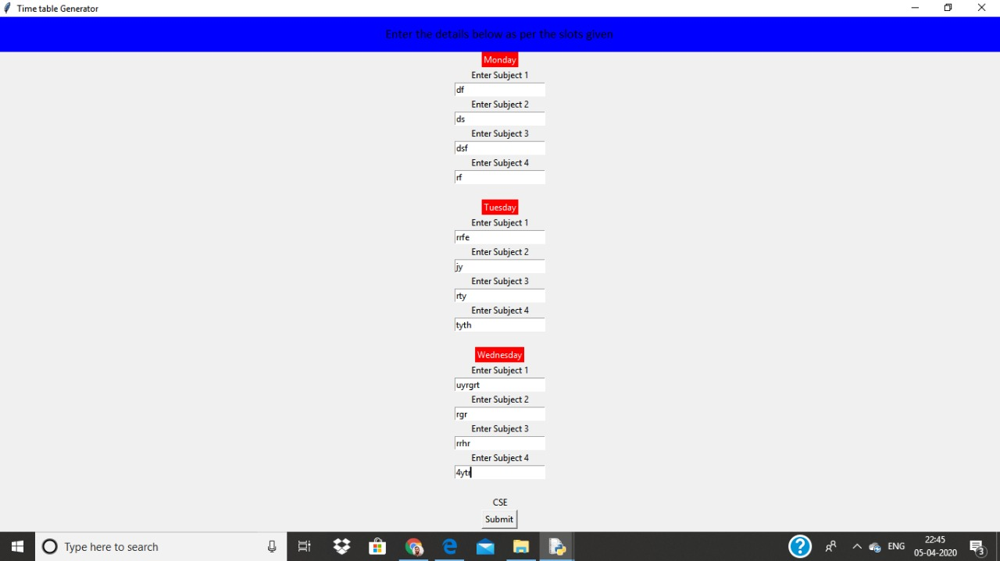 Time table Generator
Enter the details below as per the slots given
Monday
Enter Subject 1
df
Enter Subject 2
ds
Enter Subject 3
dsf
Enter Subject 4
rf
Tuesday
Enter Subject 1
rrfe
Enter Subject 2
jy
Enter Subject 3
rty
Enter Subject 4
tyth
Wednesday
Enter Subject 1
uyrgrt
Enter Subject 2
rgr
Enter Subject 3
rrhr
Enter Subject 4
4ytr
CSE
Submit
Type here to search
ENG
22:45
05-04-2020
3